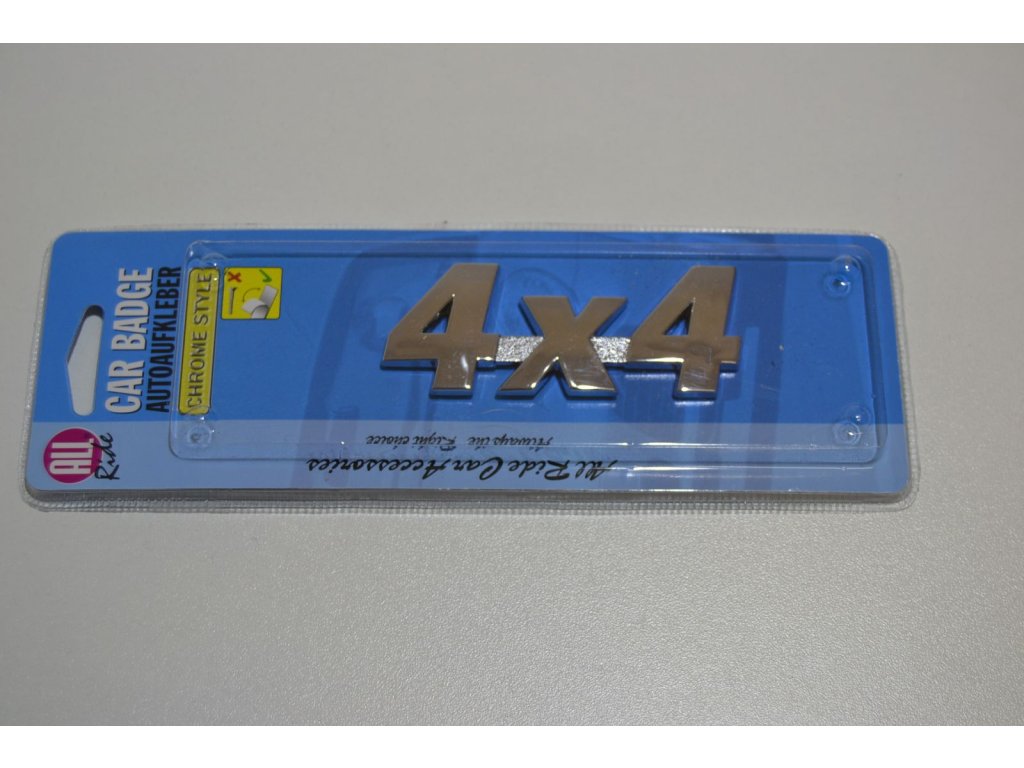 CAR BADGE
AUTOAUFKLEBER
CHROME STYLE
ALL
Ride
4x4
Always the Right choice
All Ride Car Accessories